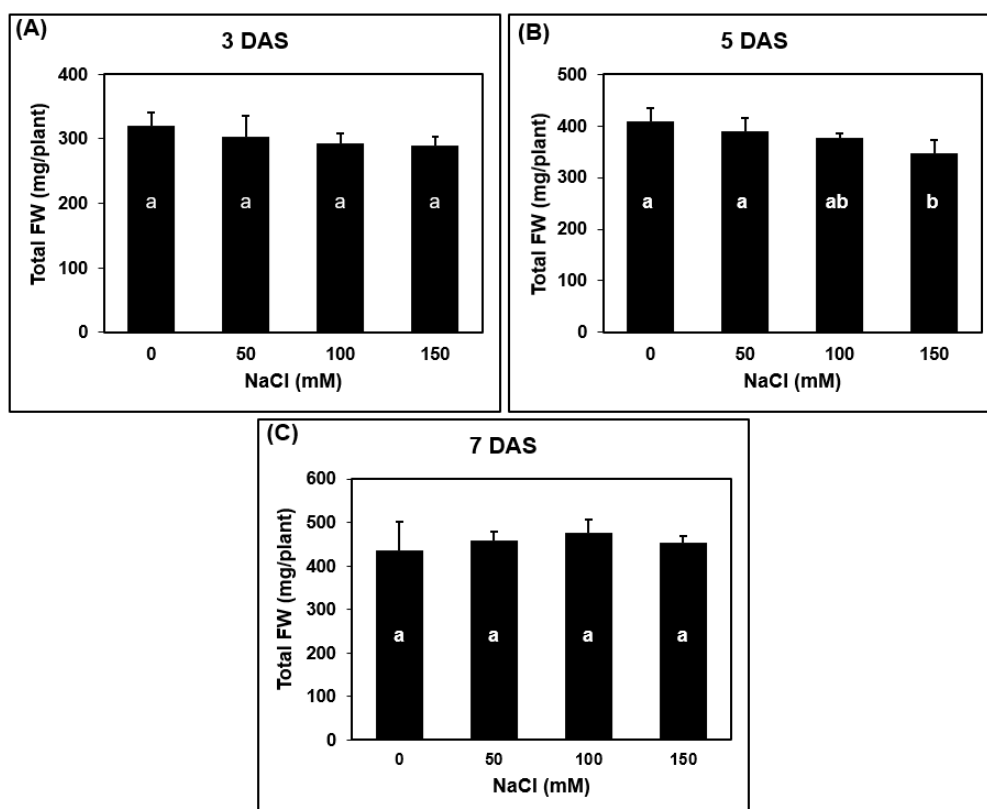 (A)
3 DAS
400
300
200
100
0
Total FW (mg/plant)
a a a a
0 50 100 150
NaCl (mM)
(B)
5 DAS
500
400
300
200
100
0
Total FW (mg/plant)
a a ab b
0 50 100 150
NaCl (mM)
(C)
7 DAS
600
500
400
300
200
100
0
Total FW (mg/plant)
a a a a
0 50 100 150
NaCl (mM)